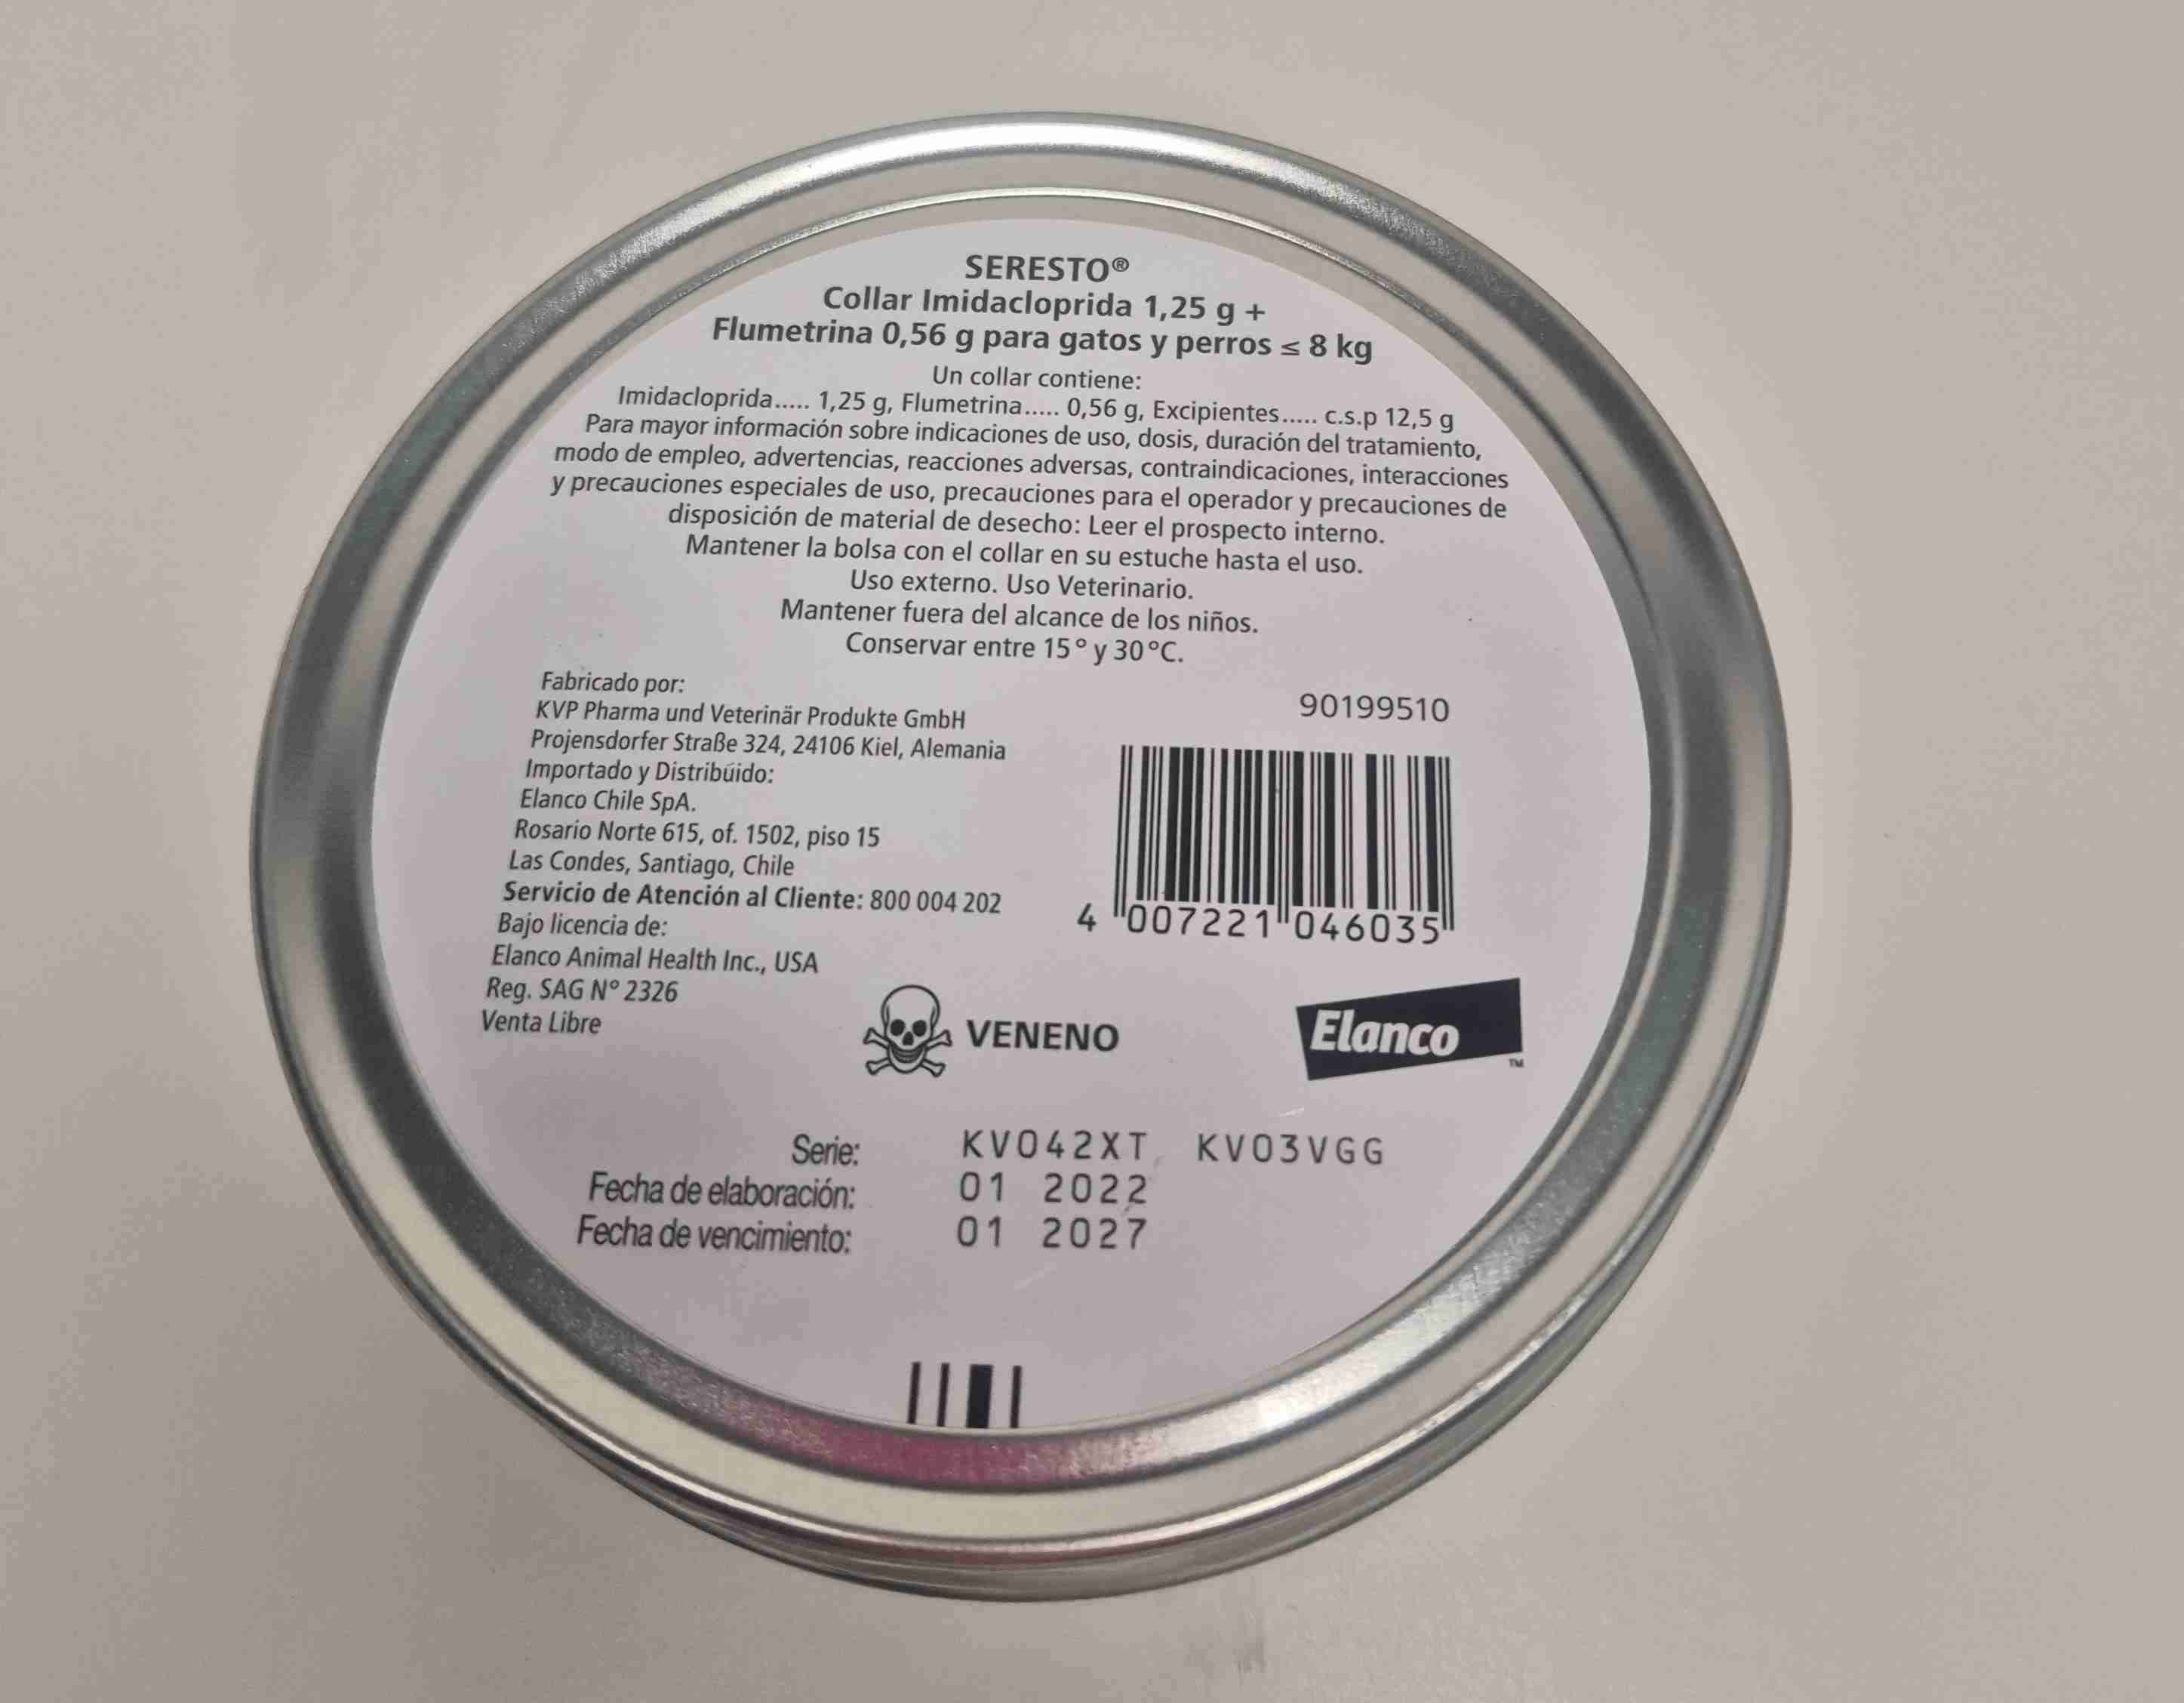 SERESTO®
Collar Imidacloprida 1,25 g +
Flumetrina 0,56 g para gatos y perros ≤ 8 kg
Un collar contiene:
Imidacloprida..... 1,25 g, Flumetrina..... 0,56 g, Excipientes..... c.s.p 12,5 g
Para mayor información sobre indicaciones de uso, dosis, duración del tratamiento,
modo de empleo, advertencias, reacciones adversas, contraindicaciones, interacciones
y precauciones especiales de uso, precauciones para el operador y precauciones de
disposición de material de desecho: Leer el prospecto interno.
Mantener la bolsa con el collar en su estuche hasta el uso.
Uso externo. Uso Veterinario.
Mantener fuera del alcance de los niños.
Conservar entre 15° y 30°C.
Fabricado por:
KVP Pharma und Veterinär Produkte GmbH
Projensdorfer Straße 324, 24106 Kiel, Alemania
Importado y Distribúido:
Elanco Chile SpA.
Rosario Norte 615, of. 1502, piso 15
Las Condes, Santiago, Chile
Servicio de Atención al Cliente: 800 004 202
Bajo licencia de:
Elanco Animal Health Inc., USA
Reg. SAG N° 2326
Venta Libre
90199510
4 007221 046035
VENENO
Elanco™
Serie: KV042XT KV03VGG
Fecha de elaboración: 01 2022
Fecha de vencimiento: 01 2027